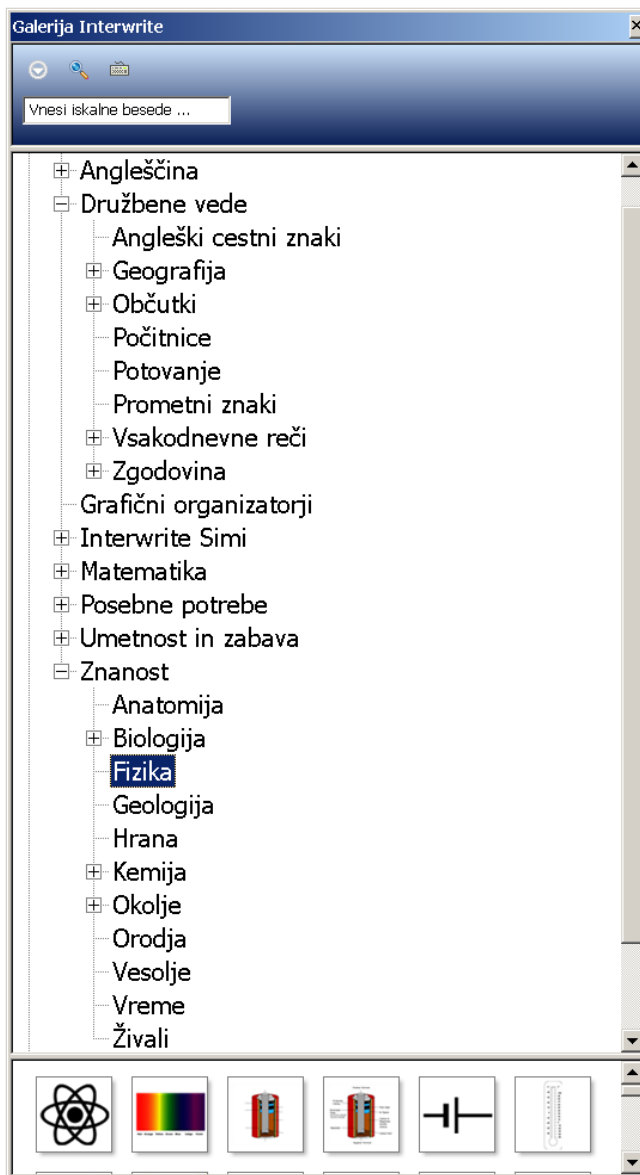 Galerija Interwrite
Vnesi iskalne besede ...
Angleščina
Družbene vede
Angleški cestni znaki
Geografija
Občutki
Počitnice
Potovanje
Prometni znaki
Vsakodnevne reči
Zgodovina
Grafični organizatorji
Interwrite Simi
Matematika
Posebne potrebe
Umetnost in zabava
Znanost
Anatomija
Biologija
Fizika
Geologija
Hrana
Kemija
Okolje
Orodja
Vesolje
Vreme
Živali